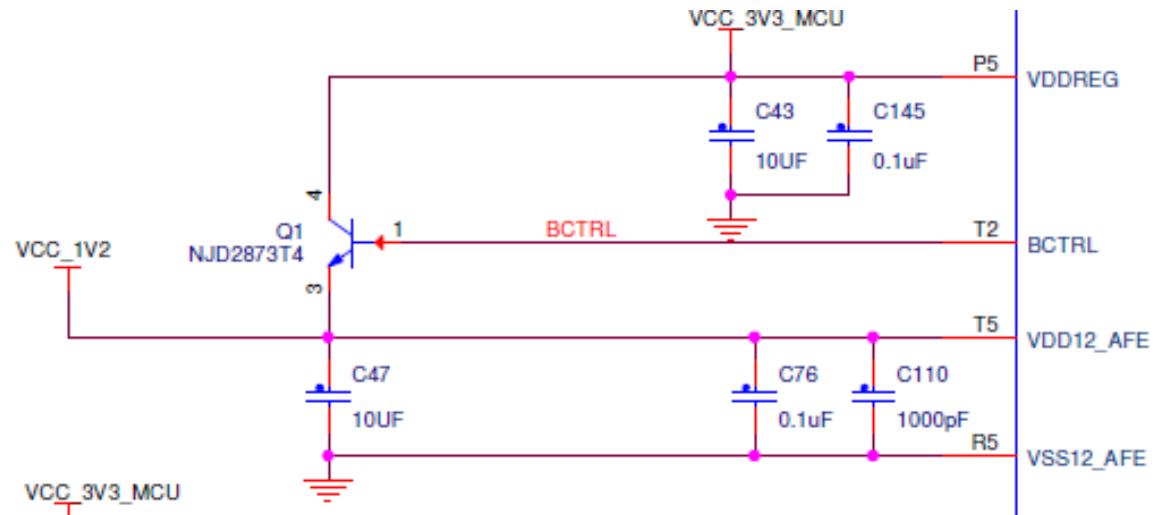 VCC_3V3_MCU
P5
VDDREG
C43
C145
10UF
0.1uF
4
Q1
NJD2873T4
1
BCTRL
T2
BCTRL
VCC_1V2
3
T5
VDD12_AFE
C47
C76
C110
10UF
0.1uF
1000pF
R5
VSS12_AFE
VCC_3V3_MCU